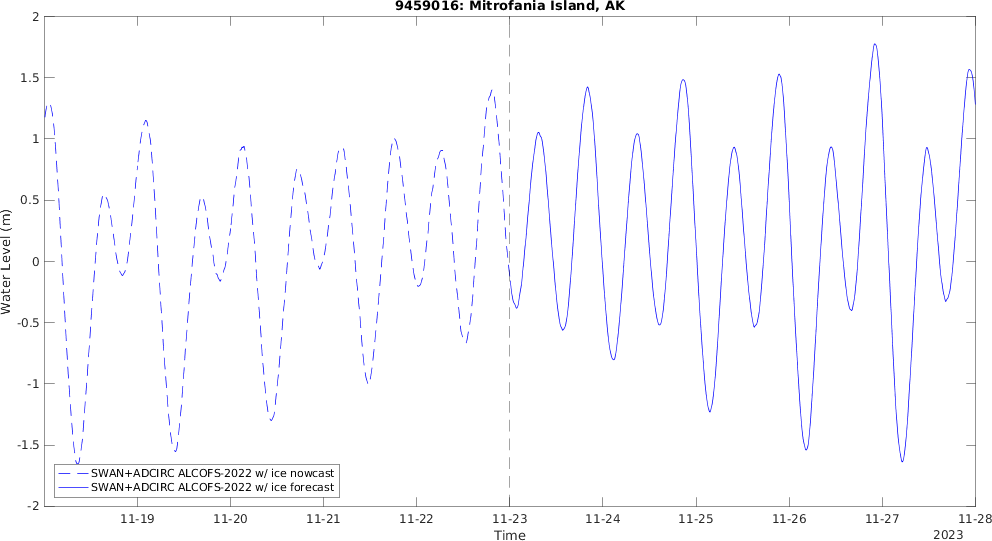 9459016: Mitrofania Island, AK
2
1.5
1
0.5
0
-0.5
-1
-1.5
-2
Water Level (m)
SWAN+ADCIRC ALCOFS-2022 w/ ice nowcast
SWAN+ADCIRC ALCOFS-2022 w/ ice forecast
11-19 11-20 11-21 11-22 11-23 11-24 11-25 11-26 11-27 11-28
Time
2023